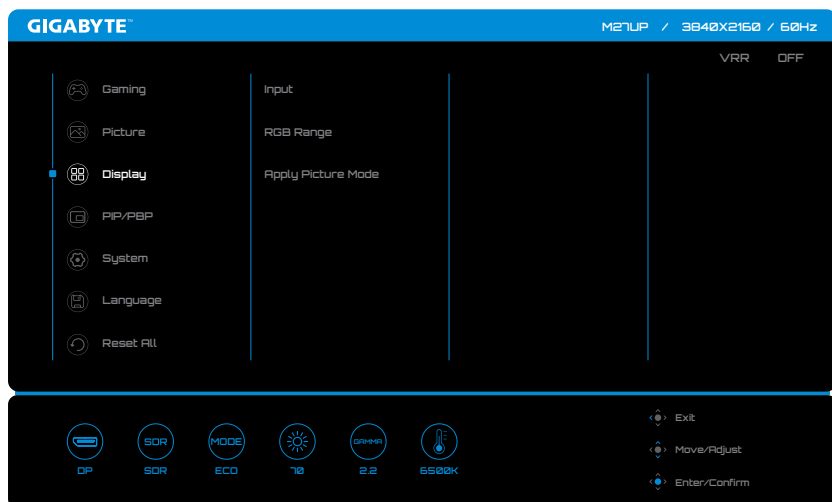 GIGABYTE™
M27UP / 3840X2160 / 60Hz
VRR OFF
Gaming
Input
Picture
RGB Range
Display
Apply Picture Mode
PIP/PBP
System
Language
Reset All
SDR
MODE
GAMMA
DP
SDR
ECO
70
2.2
6500K
Exit
Move/Adjust
Enter/Confirm